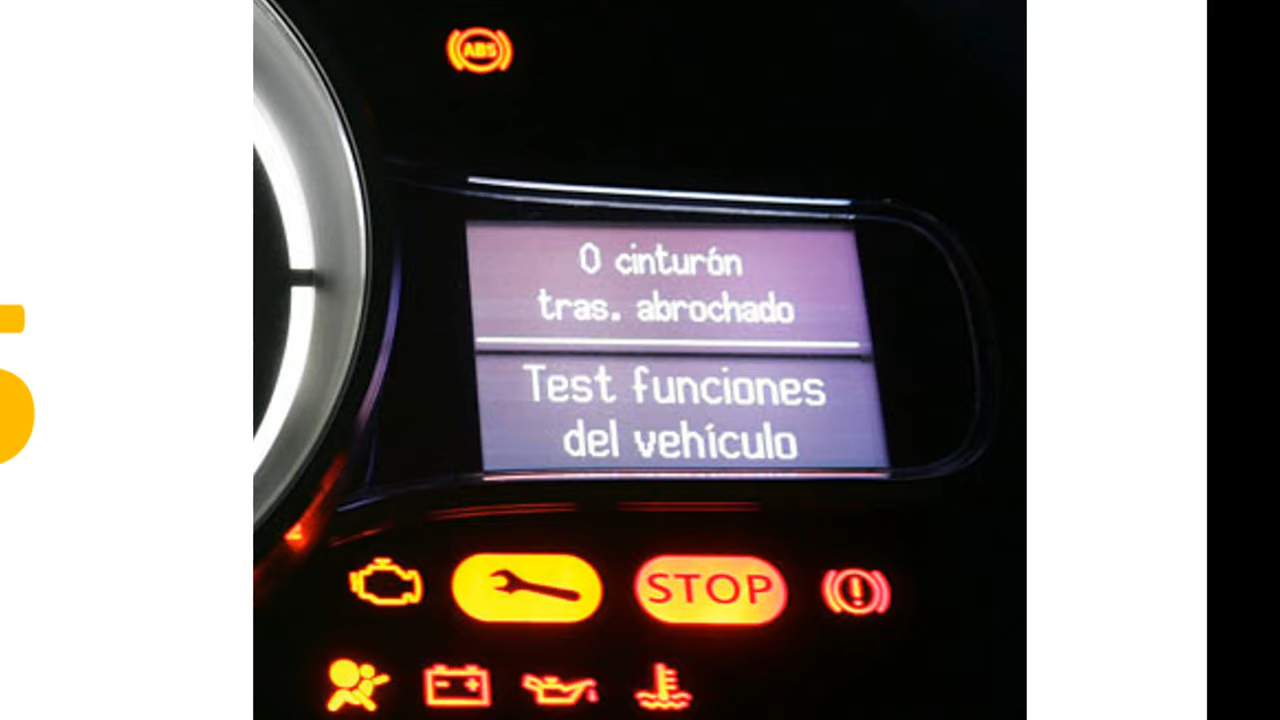 ABS
0 cinturón
tras. abrochado
Test funciones
del vehículo
STOP